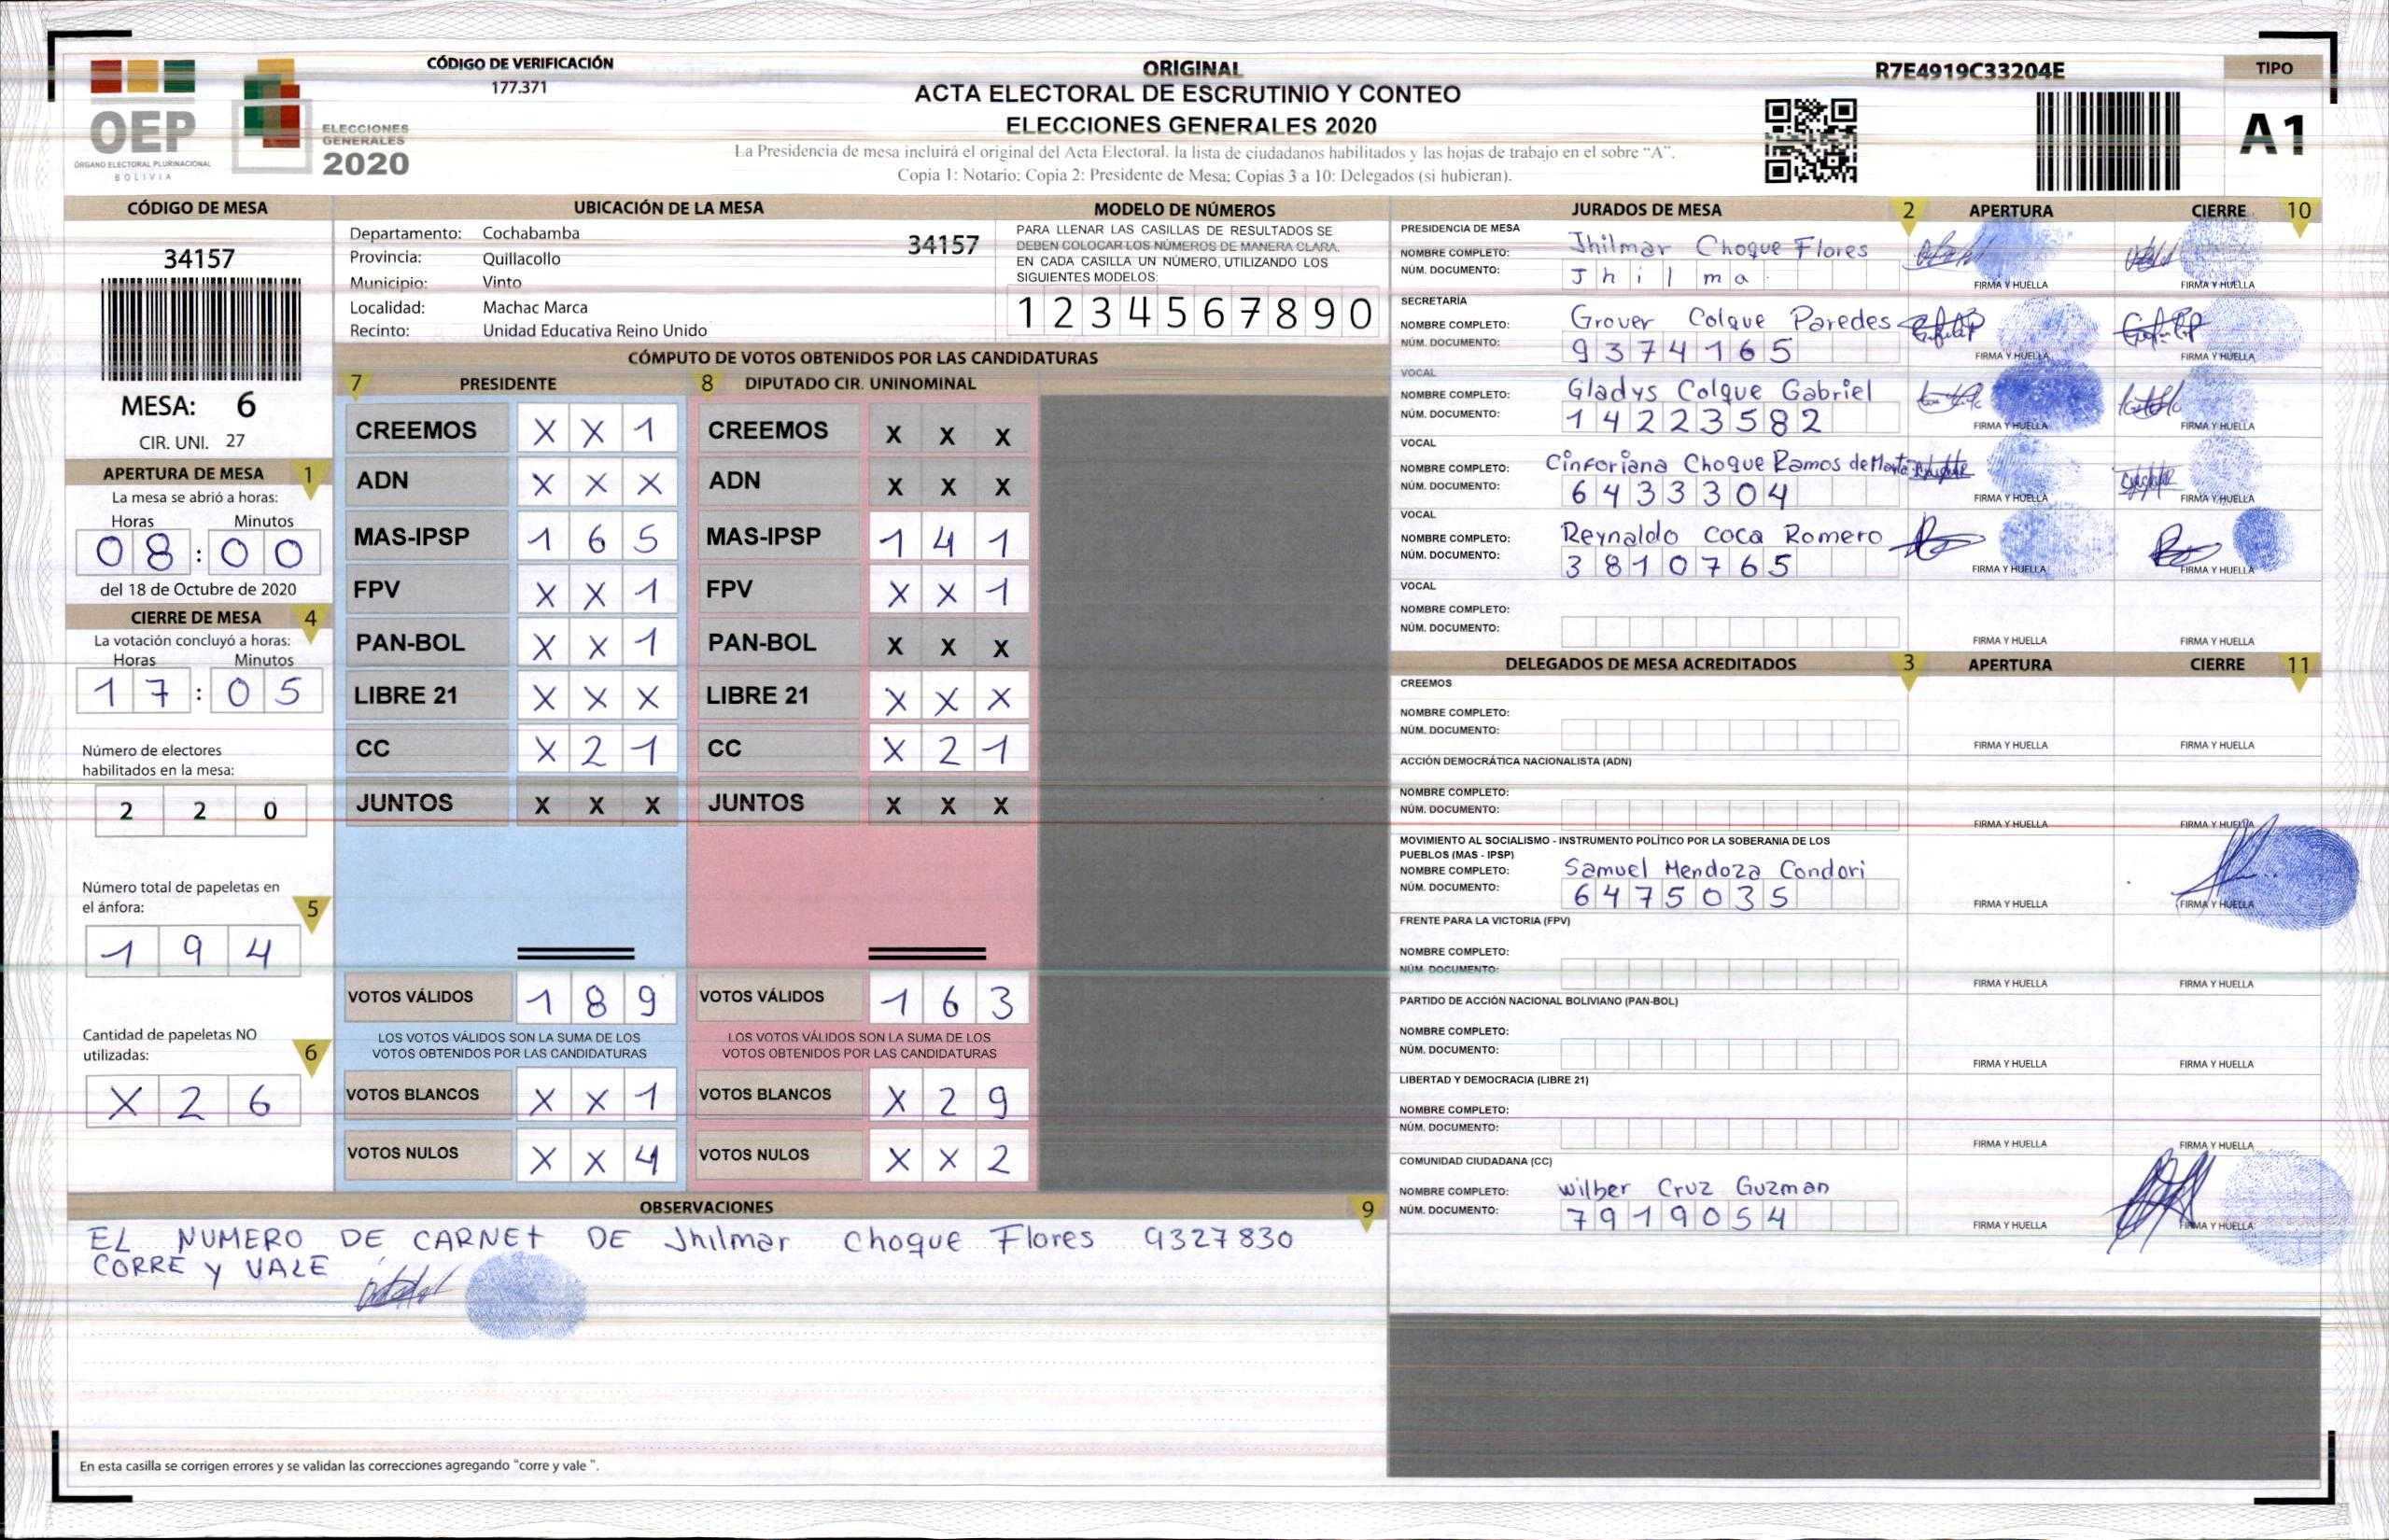 CÓDIGO DE VERIFICACIÓN
177.371
OEP
ÓRGANO ELECTORAL PLURINACIONAL
BOLIVIA
ELECCIONES
GENERALES
2020
ORIGINAL
ACTA ELECTORAL DE ESCRUTINIO Y CONTEO
ELECCIONES GENERALES 2020
La Presidencia de mesa incluirá el original del Acta Electoral, la lista de ciudadanos habilitados y las hojas de trabajo en el sobre “A”.
Copia 1: Notario; Copia 2: Presidente de Mesa; Copias 3 a 10: Delegados (si hubieran).
R7E4919C33204E
TIPO
A1
CÓDIGO DE MESA
34157
MESA: 6
CIR. UNI. 27
APERTURA DE MESA 1
La mesa se abrió a horas:
Horas Minutos
08:00
del 18 de Octubre de 2020
CIERRE DE MESA 4
La votación concluyó a horas:
Horas Minutos
17:05
Número de electores
habilitados en la mesa:
2 2 0
Número total de papeletas en
el ánfora: 5
1 9 4
Cantidad de papeletas NO
utilizadas: 6
X 2 6
UBICACIÓN DE LA MESA
Departamento: Cochabamba 34157
Provincia: Quillacollo
Municipio: Vinto
Localidad: Machac Marca
Recinto: Unidad Educativa Reino Unido
MODELO DE NÚMEROS
PARA LLENAR LAS CASILLAS DE RESULTADOS SE
DEBEN COLOCAR LOS NÚMEROS DE MANERA CLARA.
EN CADA CASILLA UN NÚMERO, UTILIZANDO LOS
SIGUIENTES MODELOS:
1 2 3 4 5 6 7 8 9 0
CÓMPUTO DE VOTOS OBTENIDOS POR LAS CANDIDATURAS
7 PRESIDENTE 8 DIPUTADO CIR. UNINOMINAL
CREEMOS X X 1 CREEMOS X X X
ADN X X X ADN X X X
MAS-IPSP 1 6 5 MAS-IPSP 1 4 1
FPV X X 1 FPV X X 1
PAN-BOL X X 1 PAN-BOL X X X
LIBRE 21 X X X LIBRE 21 X X X
CC X 2 1 CC X 2 1
JUNTOS X X X JUNTOS X X X
VOTOS VÁLIDOS 1 8 9 VOTOS VÁLIDOS 1 6 3
LOS VOTOS VÁLIDOS SON LA SUMA DE LOS LOS VOTOS VÁLIDOS SON LA SUMA DE LOS
VOTOS OBTENIDOS POR LAS CANDIDATURAS VOTOS OBTENIDOS POR LAS CANDIDATURAS
VOTOS BLANCOS X X 1 VOTOS BLANCOS X 2 9
VOTOS NULOS X X 4 VOTOS NULOS X X 2
OBSERVACIONES 9
EL NUMERO DE CARNEt DE Jhilmar Choque Flores 9327830
CORRE Y VALE
En esta casilla se corrigen errores y se validan las correcciones agregando "corre y vale ".
JURADOS DE MESA 2 APERTURA CIERRE 10
PRESIDENCIA DE MESA
NOMBRE COMPLETO: Jhilmar Choque Flores
NÚM. DOCUMENTO: J h i l m a
FIRMA Y HUELLA FIRMA Y HUELLA
SECRETARÍA
NOMBRE COMPLETO: Grover Colque Paredes
NÚM. DOCUMENTO: 9374165
FIRMA Y HUELLA FIRMA Y HUELLA
VOCAL
NOMBRE COMPLETO: Gladys Colque Gabriel
NÚM. DOCUMENTO: 14223582
FIRMA Y HUELLA FIRMA Y HUELLA
VOCAL
NOMBRE COMPLETO: Cinforiana Choque Ramos de
NÚM. DOCUMENTO: 6433304
FIRMA Y HUELLA FIRMA Y HUELLA
VOCAL
NOMBRE COMPLETO: Reynaldo Coca Romero
NÚM. DOCUMENTO: 3810765
FIRMA Y HUELLA FIRMA Y HUELLA
VOCAL
NOMBRE COMPLETO:
NÚM. DOCUMENTO:
FIRMA Y HUELLA FIRMA Y HUELLA
DELEGADOS DE MESA ACREDITADOS 3 APERTURA CIERRE 11
CREEMOS
NOMBRE COMPLETO:
NÚM. DOCUMENTO:
FIRMA Y HUELLA FIRMA Y HUELLA
ACCIÓN DEMOCRÁTICA NACIONALISTA (ADN)
NOMBRE COMPLETO:
NÚM. DOCUMENTO:
FIRMA Y HUELLA FIRMA Y HUELLA
MOVIMIENTO AL SOCIALISMO - INSTRUMENTO POLÍTICO POR LA SOBERANIA DE LOS
PUEBLOS (MAS - IPSP)
NOMBRE COMPLETO: Samuel Mendoza Condori
NÚM. DOCUMENTO: 6475035
FIRMA Y HUELLA FIRMA Y HUELLA
FRENTE PARA LA VICTORIA (FPV)
NOMBRE COMPLETO:
NÚM. DOCUMENTO:
FIRMA Y HUELLA FIRMA Y HUELLA
PARTIDO DE ACCIÓN NACIONAL BOLIVIANO (PAN-BOL)
NOMBRE COMPLETO:
NÚM. DOCUMENTO:
FIRMA Y HUELLA FIRMA Y HUELLA
LIBERTAD Y DEMOCRACIA (LIBRE 21)
NOMBRE COMPLETO:
NÚM. DOCUMENTO:
FIRMA Y HUELLA FIRMA Y HUELLA
COMUNIDAD CIUDADANA (CC)
NOMBRE COMPLETO: Wilber Cruz Guzman
NÚM. DOCUMENTO: 7919054
FIRMA Y HUELLA FIRMA Y HUELLA